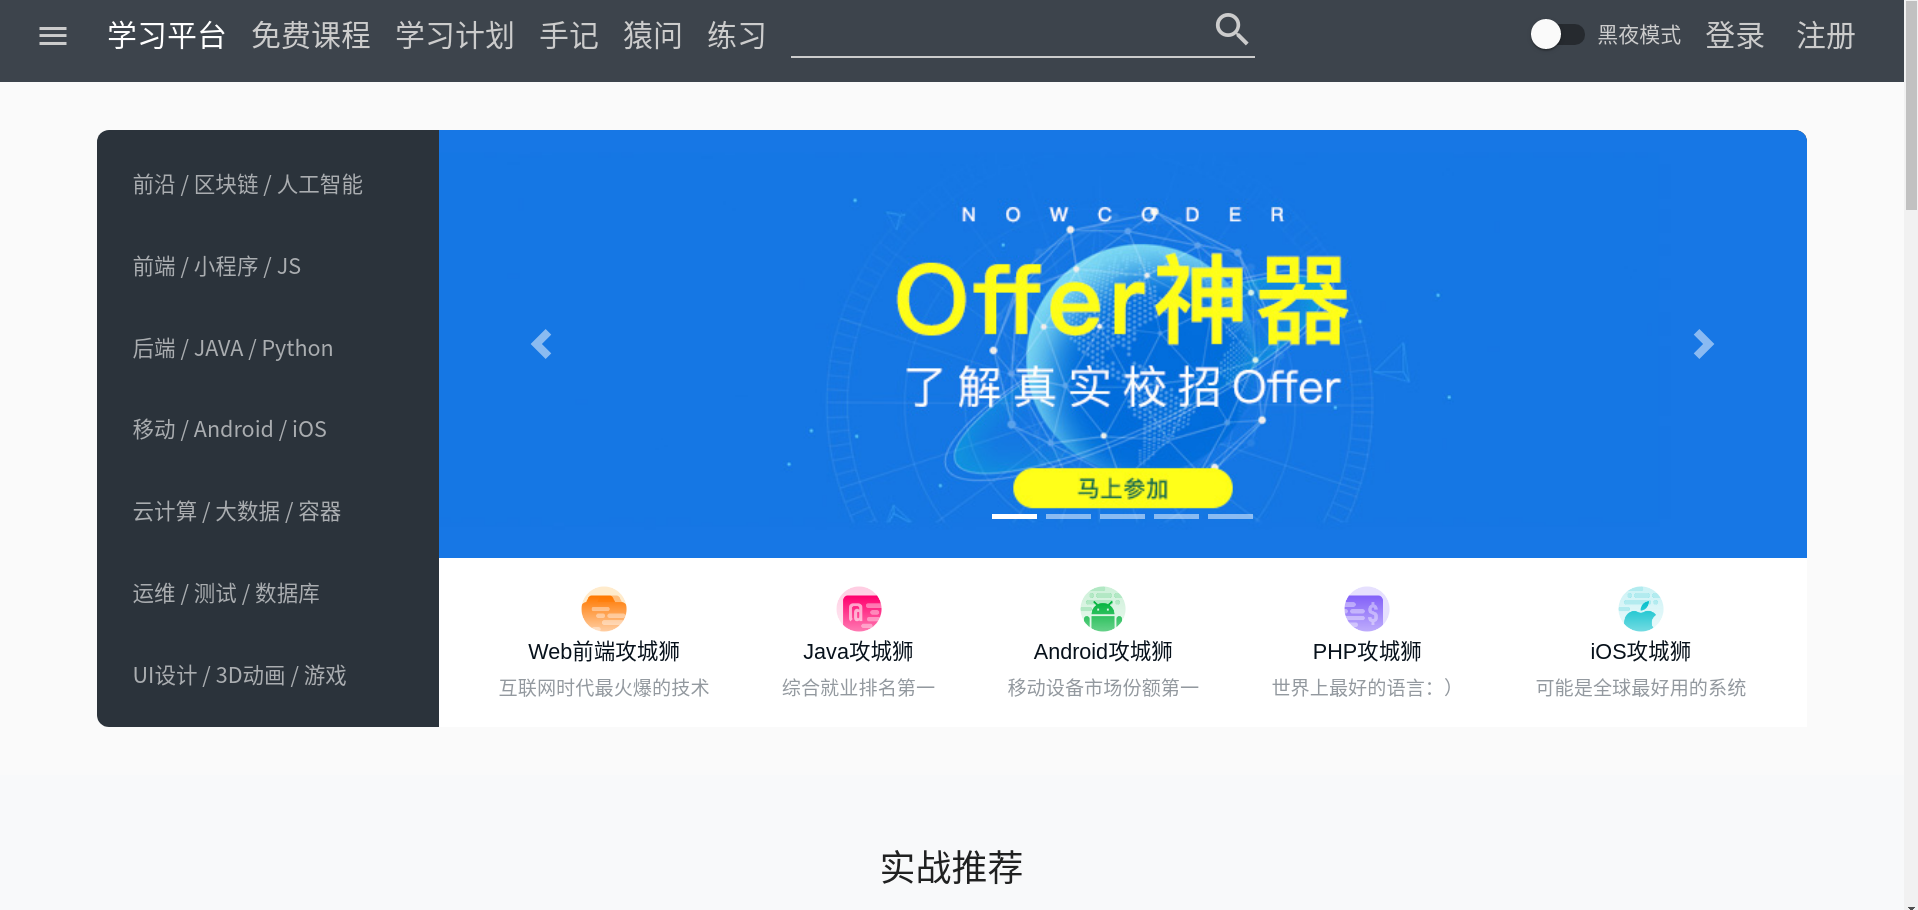 学习平台 免费课程 学习计划 手记 猿问 练习 黑夜模式 登录 注册
前沿 / 区块链 / 人工智能
前端 / 小程序 / JS
后端 / JAVA / Python
移动 / Android / iOS
云计算 / 大数据 / 容器
运维 / 测试 / 数据库
UI设计 / 3D动画 / 游戏
NOWCODER
Offer神器
了解真实校招Offer
马上参加
Web前端攻城狮 Java攻城狮 Android攻城狮 PHP攻城狮 iOS攻城狮
互联网时代最火爆的技术 综合就业排名第一 移动设备市场份额第一 世界上最好的语言：） 可能是全球最好用的系统
实战推荐